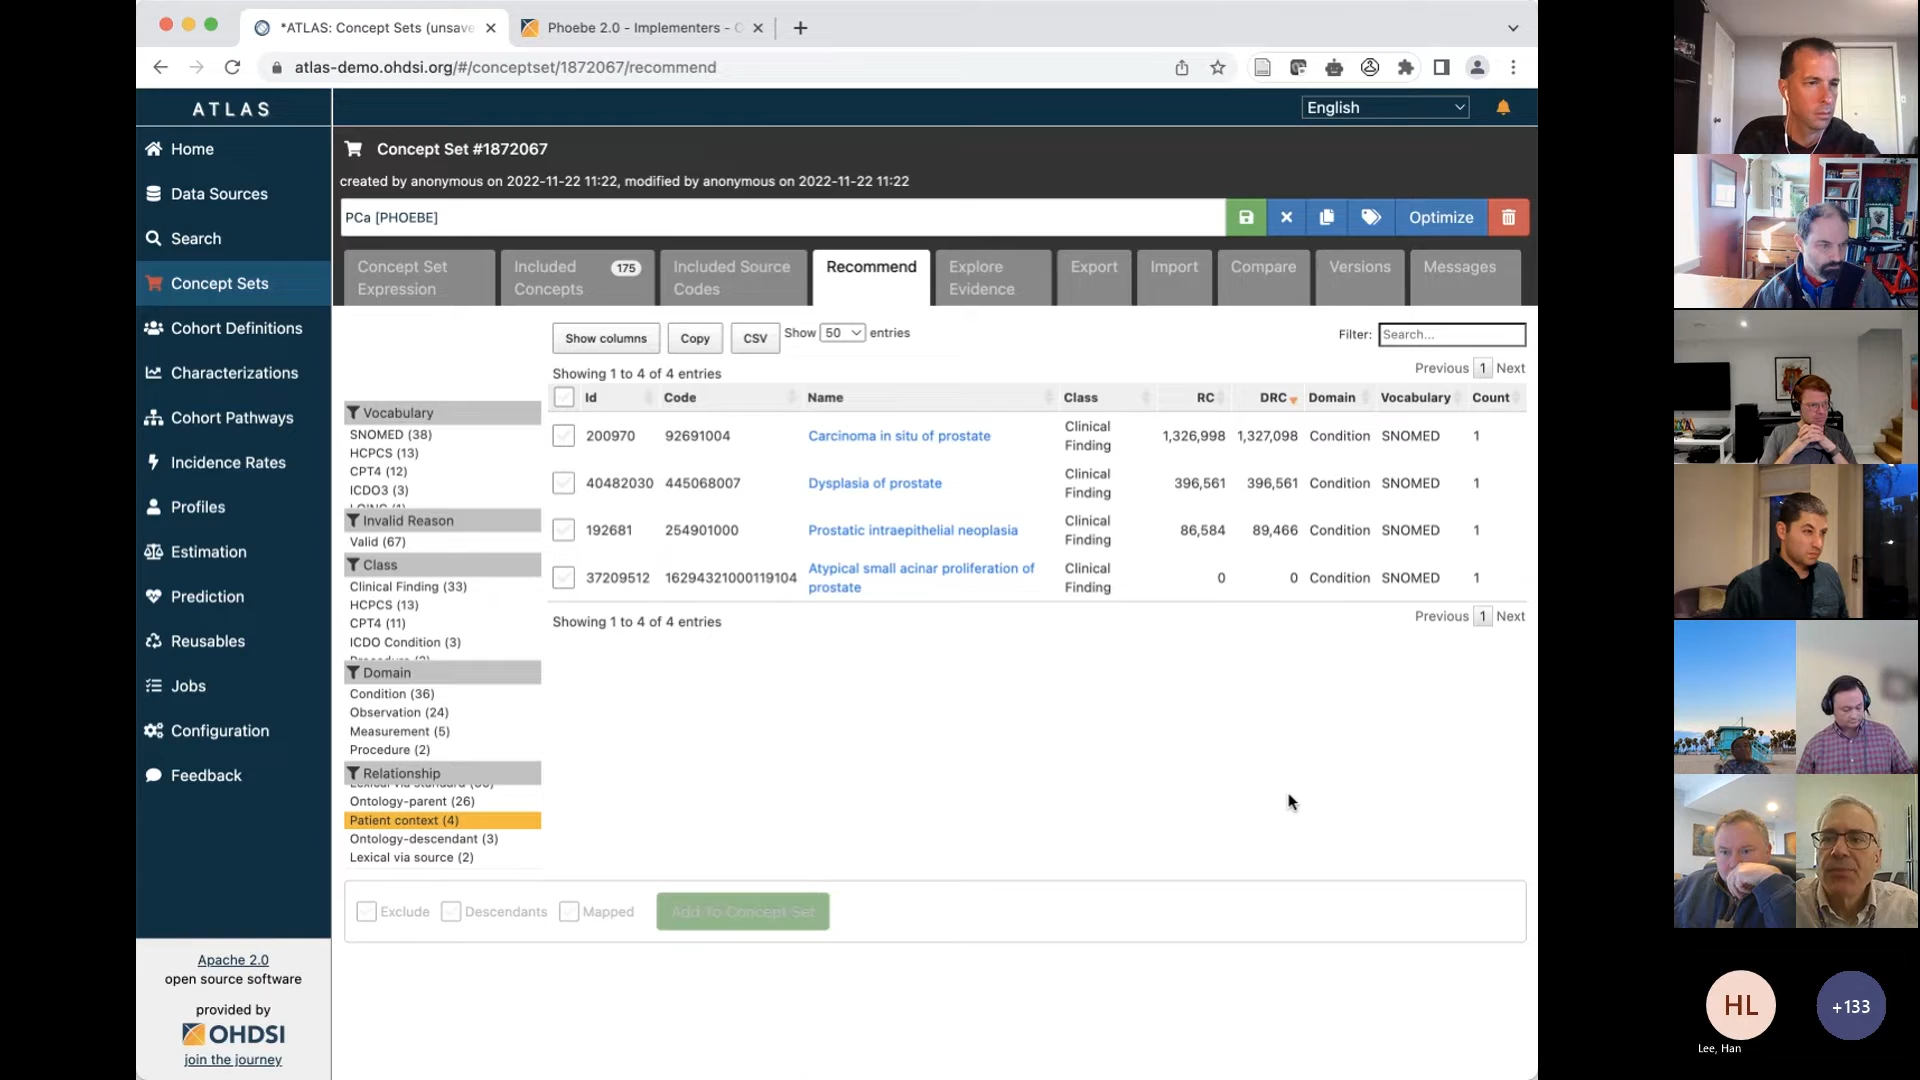 *ATLAS: Concept Sets (unsave
Phoebe 2.0 - Implementers -
atlas-demo.ohdsi.org/#/conceptset/1872067/recommend
ATLAS
English
Home
Data Sources
Search
Concept Sets
Cohort Definitions
Characterizations
Cohort Pathways
Incidence Rates
Profiles
Estimation
Prediction
Reusables
Jobs
Configuration
Feedback
Apache 2.0
open source software
provided by
OHDSI
join the journey
Concept Set #1872067
created by anonymous on 2022-11-22 11:22, modified by anonymous on 2022-11-22 11:22
PCa [PHOEBE]
Optimize
Concept Set Expression
Included Concepts 175
Included Source Codes
Recommend
Explore Evidence
Export
Import
Compare
Versions
Messages
Show columns
Copy
CSV
Show 50 entries
Filter: Search...
Showing 1 to 4 of 4 entries
Previous 1 Next
Id Code Name Class RC DRC Domain Vocabulary Count
200970 92691004 Carcinoma in situ of prostate Clinical Finding 1,326,998 1,327,098 Condition SNOMED 1
40482030 445068007 Dysplasia of prostate Clinical Finding 396,561 396,561 Condition SNOMED 1
192681 254901000 Prostatic intraepithelial neoplasia Clinical Finding 86,584 89,466 Condition SNOMED 1
37209512 16294321000119104 Atypical small acinar proliferation of prostate Clinical Finding 0 0 Condition SNOMED 1
Showing 1 to 4 of 4 entries
Previous 1 Next
Vocabulary
SNOMED (38)
HCPCS (13)
CPT4 (12)
ICDO3 (3)
Invalid Reason
Valid (67)
Class
Clinical Finding (33)
HCPCS (13)
CPT4 (11)
ICDO Condition (3)
Domain
Condition (36)
Observation (24)
Measurement (5)
Procedure (2)
Relationship
Ontology-parent (26)
Patient context (4)
Ontology-descendant (3)
Lexical via source (2)
Exclude
Descendants
Mapped
Add To Concept Set
HL
Lee, Han
+133